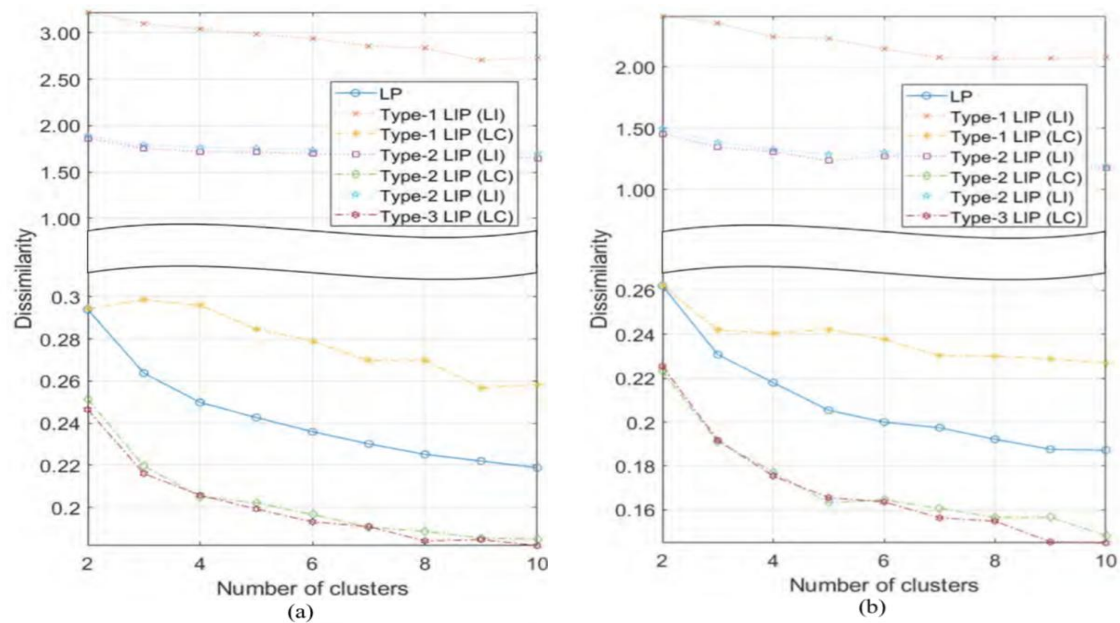 3.00
2.50
2.00
1.50
1.00
0.3
0.28
0.26
0.24
0.22
0.2
Dissimilarity
LP
Type-1 LIP (LI)
Type-1 LIP (LC)
Type-2 LIP (LI)
Type-2 LIP (LC)
Type-2 LIP (LI)
Type-3 LIP (LC)
2 4 6 8 10
Number of clusters
(a)
2.00
1.50
1.00
0.26
0.24
0.22
0.2
0.18
0.16
Dissimilarity
LP
Type-1 LIP (LI)
Type-1 LIP (LC)
Type-2 LIP (LI)
Type-2 LIP (LC)
Type-2 LIP (LI)
Type-3 LIP (LC)
2 4 6 8 10
Number of clusters
(b)